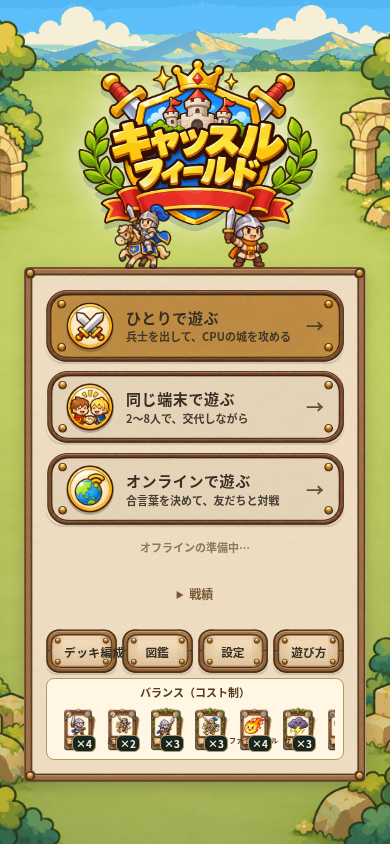 キャッスル
フィールド
ひとりで遊ぶ
兵士を出して、CPUの城を攻める
→
同じ端末で遊ぶ
2〜8人で、交代しながら
→
オンラインで遊ぶ
合言葉を決めて、友だちと対戦
→
オフラインの準備中…
▶ 戦績
デッキ編成 図鑑 設定 遊び方
バランス（コスト制）
×4 ×2 ×3 ×3 ×4 ×3